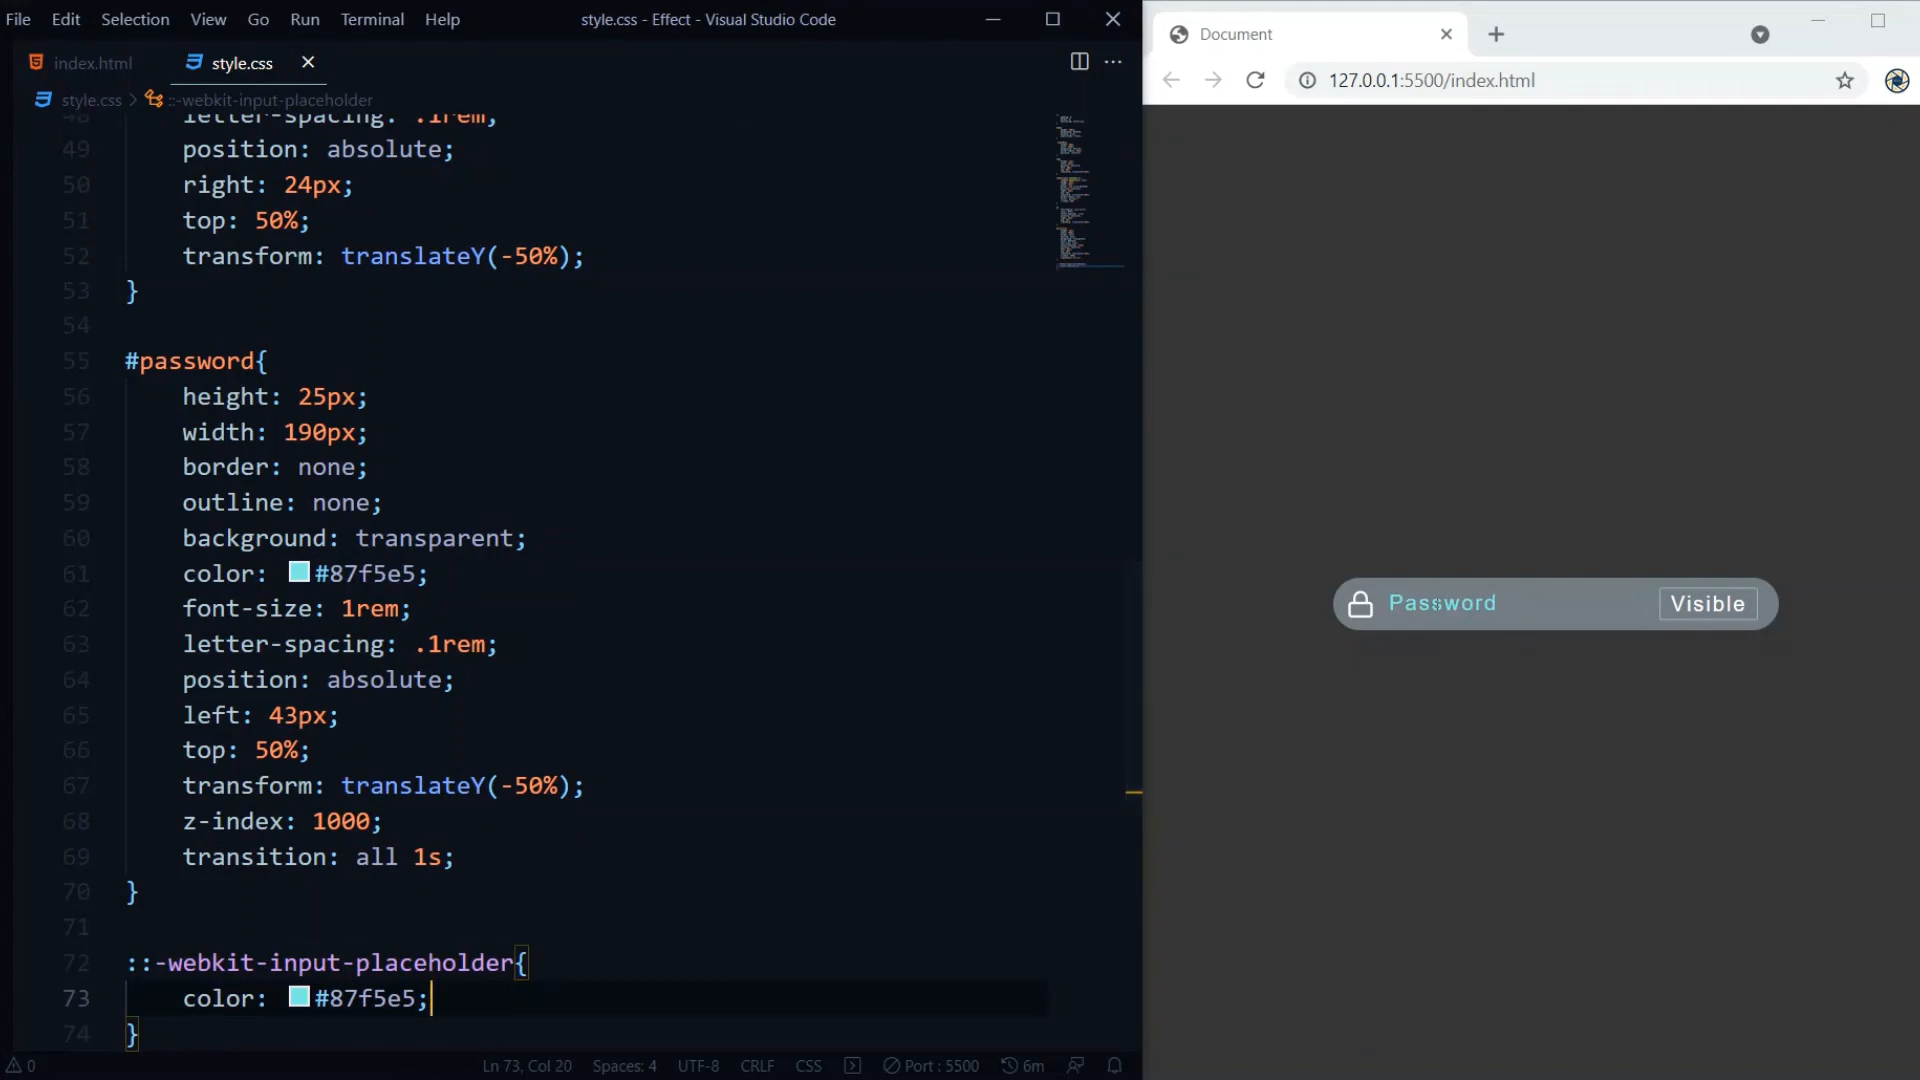 File Edit Selection View Go Run Terminal Help style.css - Effect - Visual Studio Code
index.html style.css
style.css > ::-webkit-input-placeholder
48 letter-spacing: .1rem;
49 position: absolute;
50 right: 24px;
51 top: 50%;
52 transform: translateY(-50%);
53 }
54
55 #password{
56 height: 25px;
57 width: 190px;
58 border: none;
59 outline: none;
60 background: transparent;
61 color: #87f5e5;
62 font-size: 1rem;
63 letter-spacing: .1rem;
64 position: absolute;
65 left: 43px;
66 top: 50%;
67 transform: translateY(-50%);
68 z-index: 1000;
69 transition: all 1s;
70 }
71
72 ::-webkit-input-placeholder{
73 color: #87f5e5;
74 }
0 Ln 73, Col 20 Spaces: 4 UTF-8 CRLF CSS Port : 5500 6m
Document
127.0.0.1:5500/index.html
Password Visible